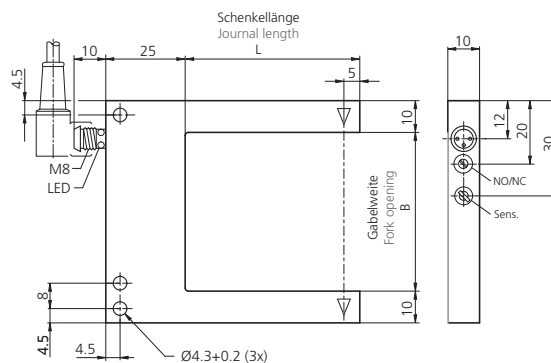 Schenkellänge
Journal length
10
25
L
5
4.5
10
M8
LED
Gabelweite
Fork opening
B
8
4.5
10
4.5
Ø4.3+0.2 (3x)
10
12
20
30
NO/NC
Sens.